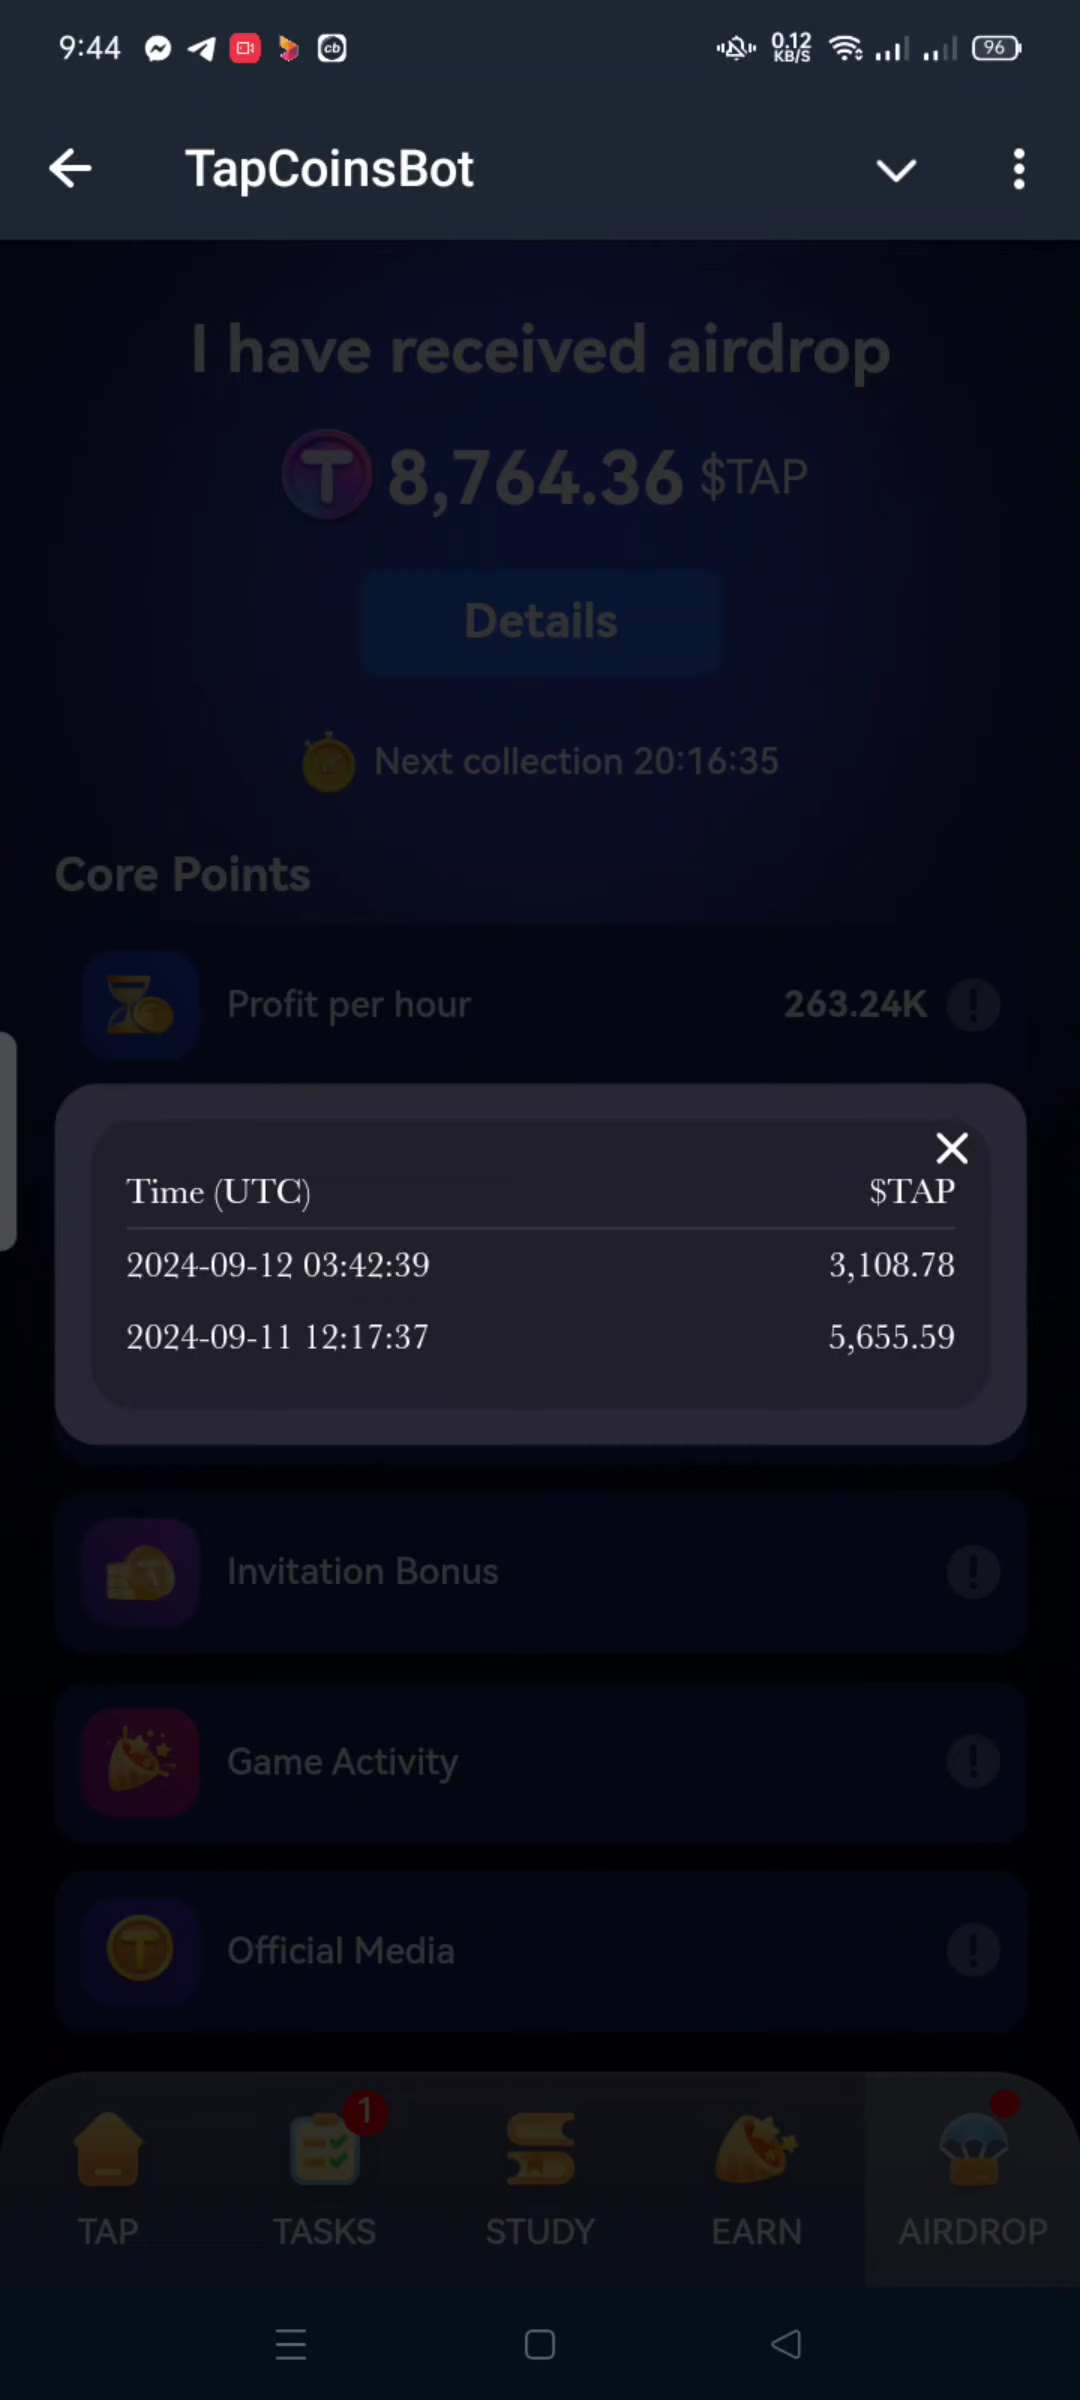 9:44
cb
0.12
KB/S
96
TapCoinsBot
I have received airdrop
T 8,764.36 $TAP
Details
Next collection 20:16:35
Core Points
Profit per hour 263.24K !
Time (UTC) $TAP
2024-09-12 03:42:39 3,108.78
2024-09-11 12:17:37 5,655.59
Invitation Bonus !
Game Activity !
T Official Media !
1
TAP TASKS STUDY EARN AIRDROP